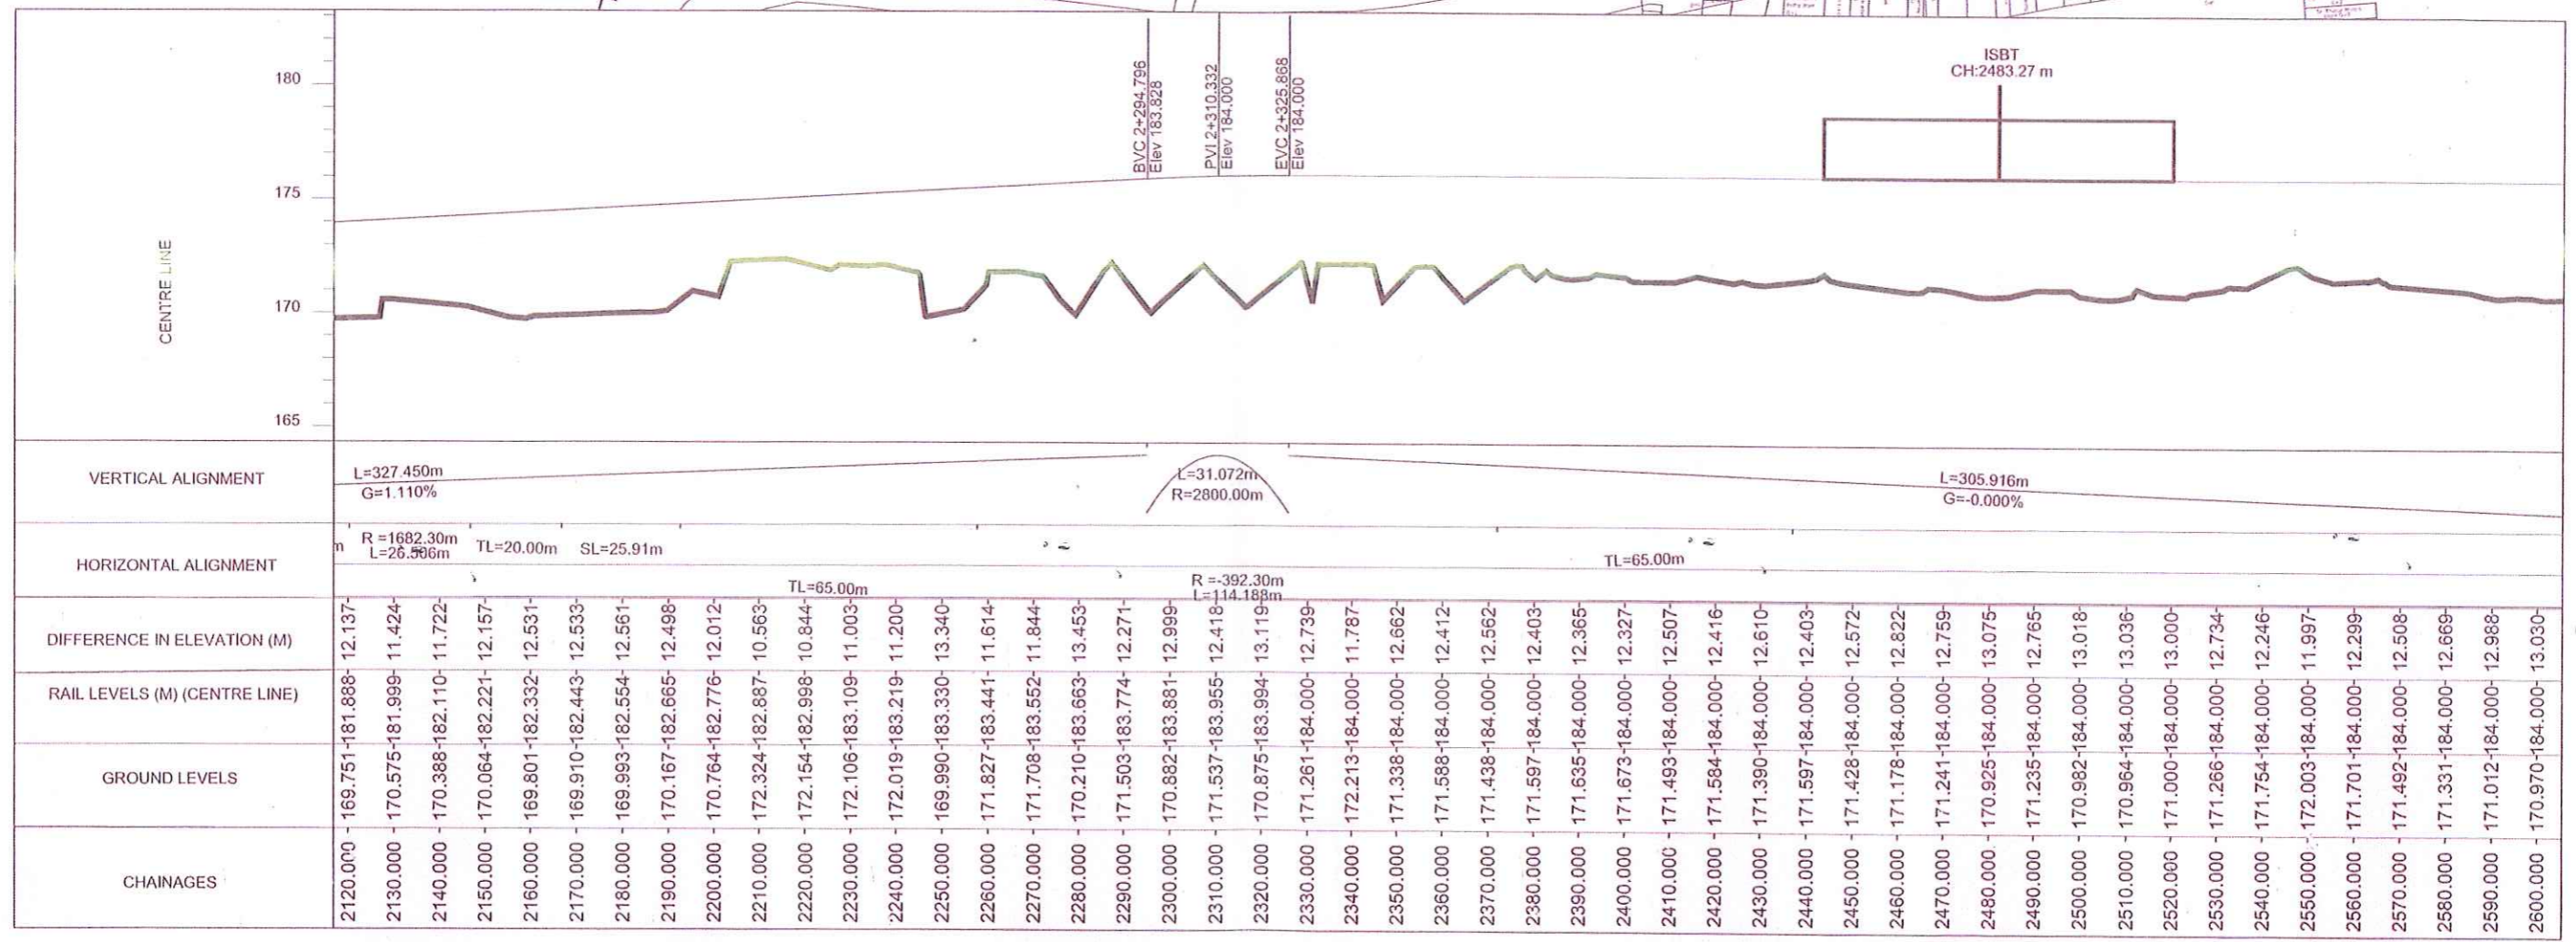 180
175
170
165
CENTRE LINE
BVC 2+294.796
Elev 183.828
PVI 2+310.332
Elev 184.000
EVC 2+325.868
Elev 184.000
ISBT
CH:2483.27 m
VERTICAL ALIGNMENT
L=327.450m
G=1.110%
L=31.072m
R=2800.00m
L=305.916m
G=-0.000%
HORIZONTAL ALIGNMENT
m
R =1682.30m
L=26.506m
TL=20.00m
SL=25.91m
TL=65.00m
R =-392.30m
L=114.188m
TL=65.00m
DIFFERENCE IN ELEVATION (M)
12.137- 11.424- 11.722- 12.157- 12.531- 12.533- 12.561- 12.498- 12.012- 10.563- 10.844- 11.003- 11.200- 13.340- 11.614- 11.844- 13.453- 12.271- 12.999- 12.418- 13.119- 12.739- 11.787- 12.662- 12.412- 12.562- 12.403- 12.365- 12.327- 12.507- 12.416- 12.610- 12.403- 12.572- 12.822- 12.759- 13.075- 12.765- 13.018- 13.036- 13.000- 12.734- 12.246- 11.997- 12.299- 12.508- 12.669- 12.988- 13.030-
RAIL LEVELS (M) (CENTRE LINE)
181.888- 181.999- 182.110- 182.221- 182.332- 182.443- 182.554- 182.665- 182.776- 182.887- 182.998- 183.109- 183.219- 183.330- 183.441- 183.552- 183.663- 183.774- 183.881- 183.955- 183.994- 184.000- 184.000- 184.000- 184.000- 184.000- 184.000- 184.000- 184.000- 184.000- 184.000- 184.000- 184.000- 184.000- 184.000- 184.000- 184.000- 184.000- 184.000- 184.000- 184.000- 184.000- 184.000- 184.000- 184.000- 184.000- 184.000- 184.000- 184.000-
GROUND LEVELS
169.751- 170.575- 170.388- 170.064- 169.801- 169.910- 169.993- 170.167- 170.764- 172.324- 172.154- 172.106- 172.019- 169.990- 171.827- 171.708- 170.210- 171.503- 170.882- 171.537- 170.875- 171.261- 172.213- 171.338- 171.588- 171.438- 171.597- 171.635- 171.673- 171.493- 171.584- 171.390- 171.597- 171.428- 171.178- 171.241- 170.925- 171.235- 170.982- 170.964- 171.000- 171.266- 171.754- 172.003- 171.701- 171.492- 171.331- 171.012- 170.970-
CHAINAGES
2120.000 - 2130.000 - 2140.000 - 2150.000 - 2160.000 - 2170.000 - 2180.000 - 2190.000 - 2200.000 - 2210.000 - 2220.000 - 2230.000 - 2240.000 - 2250.000 - 2260.000 - 2270.000 - 2280.000 - 2290.000 - 2300.000 - 2310.000 - 2320.000 - 2330.000 - 2340.000 - 2350.000 - 2360.000 - 2370.000 - 2380.000 - 2390.000 - 2400.000 - 2410.000 - 2420.000 - 2430.000 - 2440.000 - 2450.000 - 2460.000 - 2470.000 - 2480.000 - 2490.000 - 2500.000 - 2510.000 - 2520.000 - 2530.000 - 2540.000 - 2550.000 - 2560.000 - 2570.000 - 2580.000 - 2590.000 - 2600.000 -